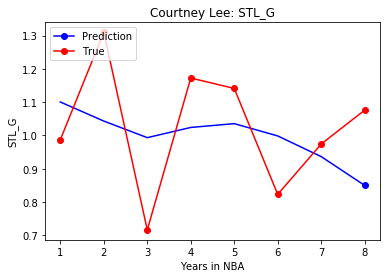 Courtney Lee: STL_G
Prediction
True
1.3
1.2
1.1
1.0
0.9
0.8
0.7
STL_G
1 2 3 4 5 6 7 8
Years in NBA